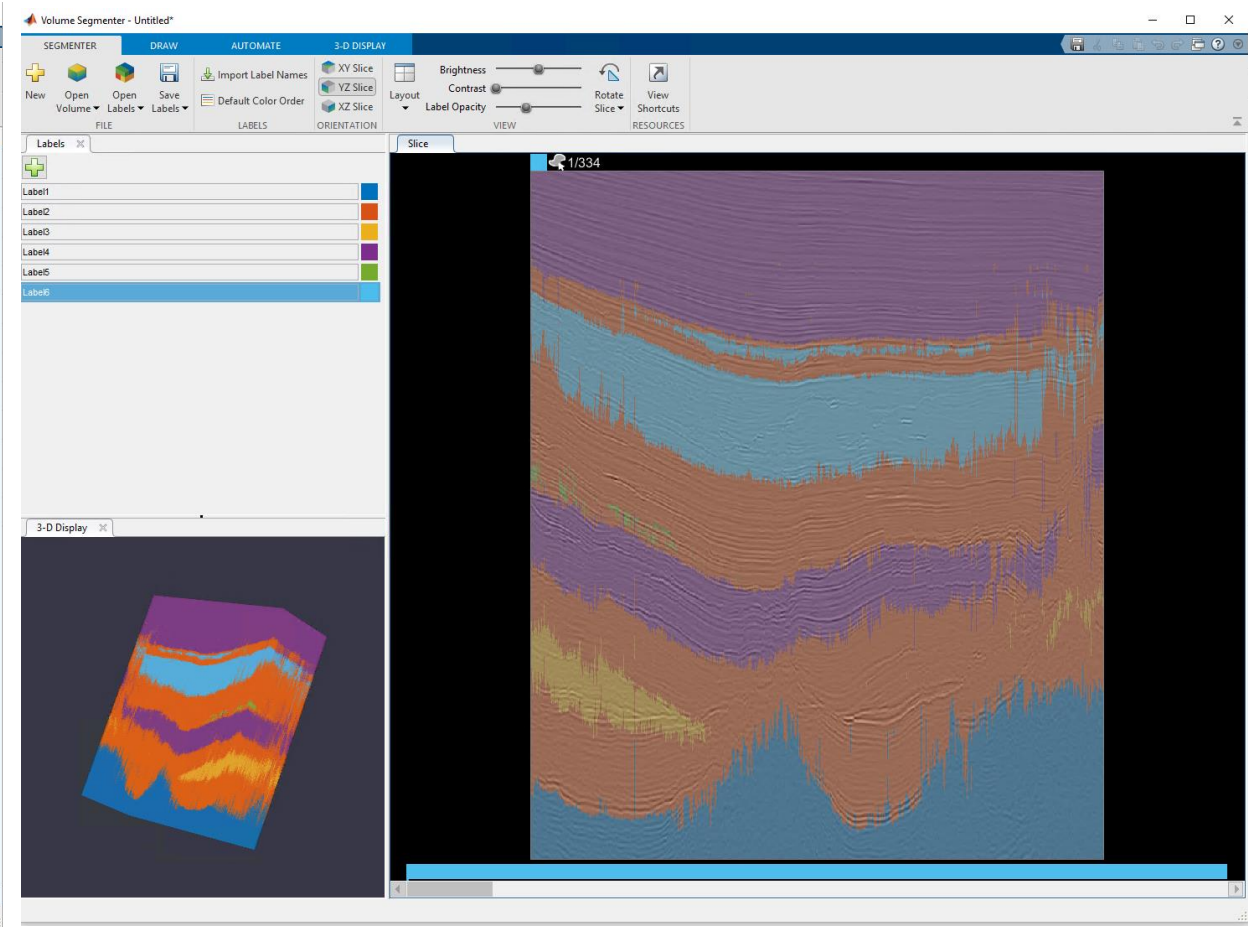 Volume Segmenter - Untitled*
SEGMENTER DRAW AUTOMATE 3-D DISPLAY
New
Open Volume
Open Labels
Save Labels
FILE
Import Label Names
Default Color Order
LABELS
XY Slice
YZ Slice
XZ Slice
ORIENTATION
Layout
Brightness
Contrast
Label Opacity
Rotate Slice
VIEW
View Shortcuts
RESOURCES
Labels
Label1
Label2
Label3
Label4
Label5
Label6
3-D Display
Slice
1/334